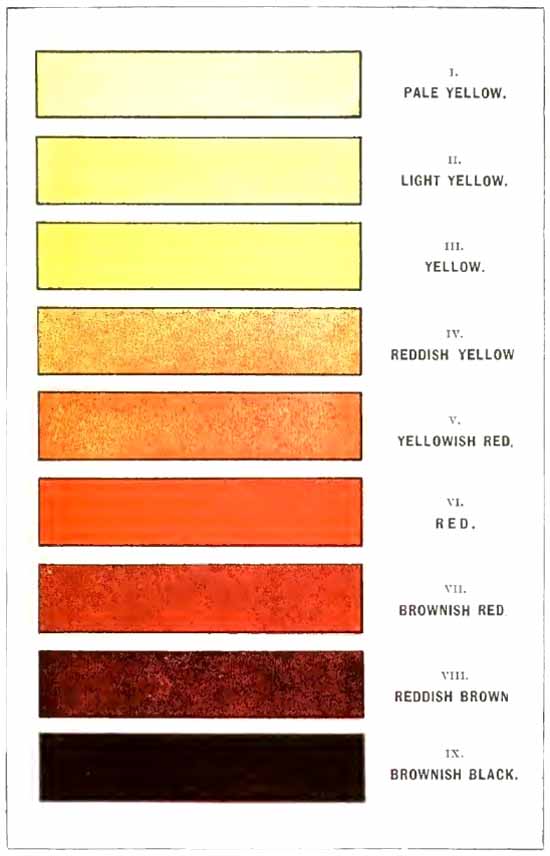 I.
PALE YELLOW.
II.
LIGHT YELLOW.
III.
YELLOW.
IV.
REDDISH YELLOW
V.
YELLOWISH RED.
VI.
RED.
VII.
BROWNISH RED
VIII.
REDDISH BROWN
IX.
BROWNISH BLACK.